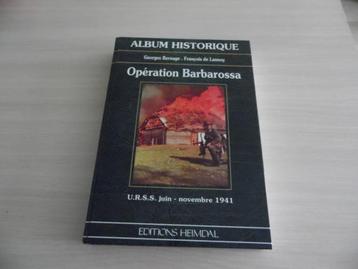 ALBUM HISTORIQUE
Georges Bernage - François de Lannoy
Opération Barbarossa
U.R.S.S. juin - novembre 1941
EDITIONS HEIMDAL